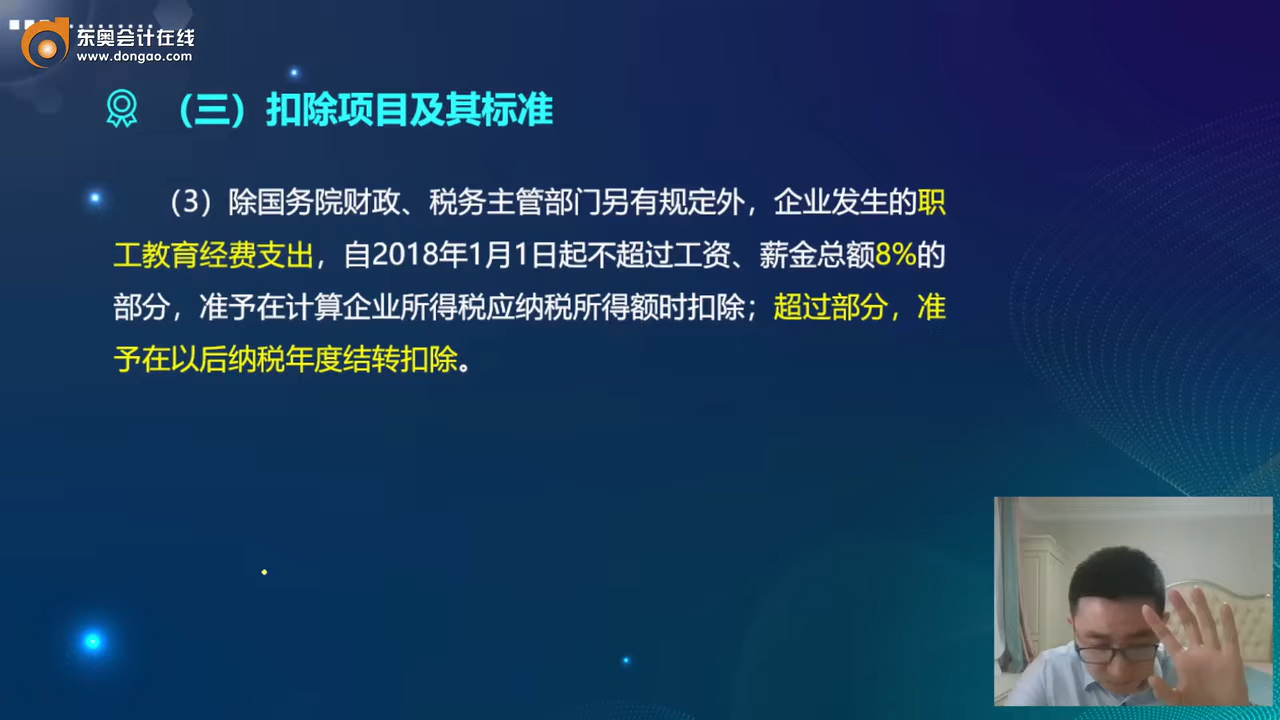 东奥会计在线
www.dongao.com
（三）扣除项目及其标准
（3）除国务院财政、税务主管部门另有规定外，企业发生的职
工教育经费支出，自2018年1月1日起不超过工资、薪金总额8%的
部分，准予在计算企业所得税应纳税所得额时扣除；超过部分，准
予在以后纳税年度结转扣除。